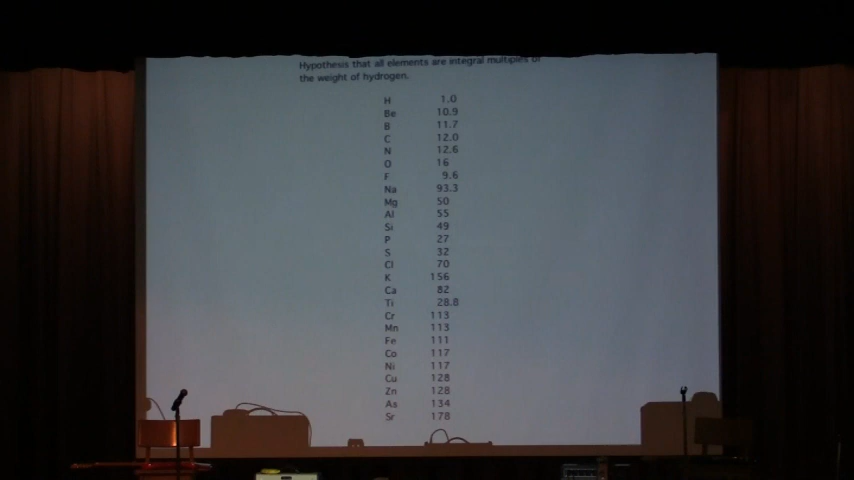 Hypothesis that all elements are integral multiples of
the weight of hydrogen.
H 1.0
Be 10.9
B 11.7
C 12.0
N 12.6
O 16
F 9.6
Na 93.3
Mg 50
Al 55
Si 49
P 27
S 32
Cl 70
K 156
Ca 82
Ti 28.8
Cr 113
Mn 113
Fe 111
Co 117
Ni 117
Cu 128
Zn 128
As 134
Sr 178